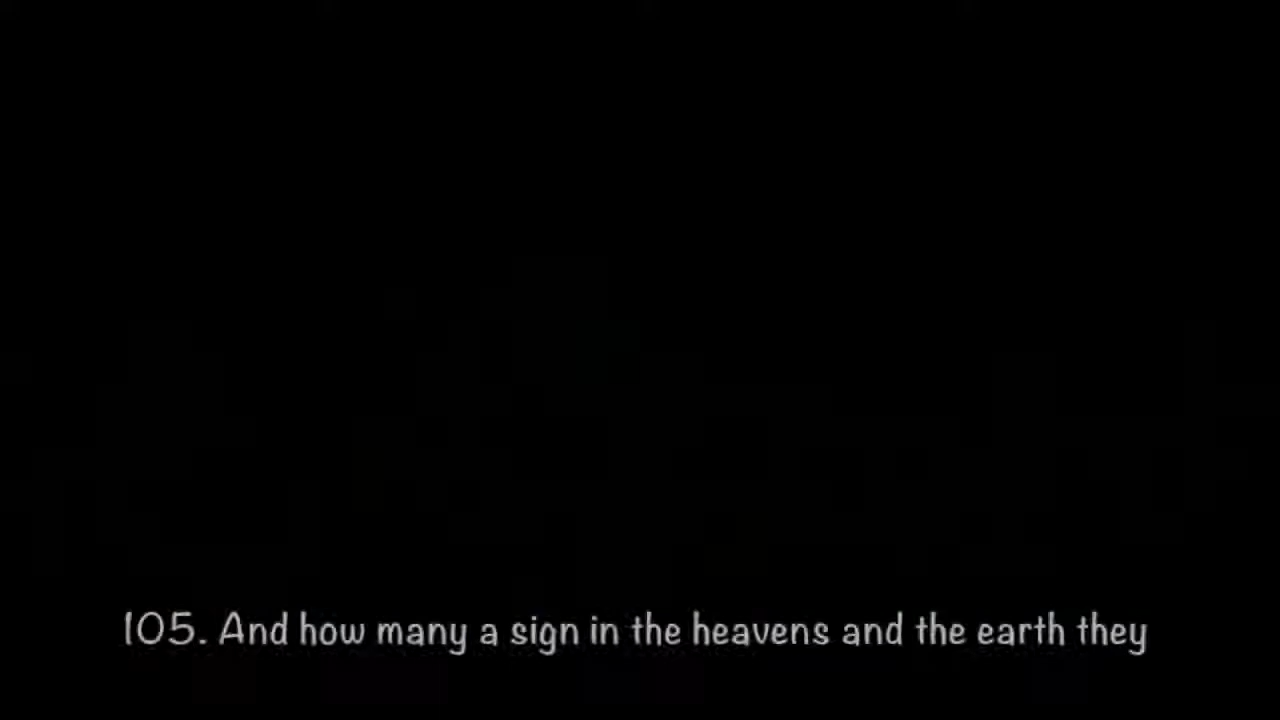 105. And how many a sign in the heavens and the earth they